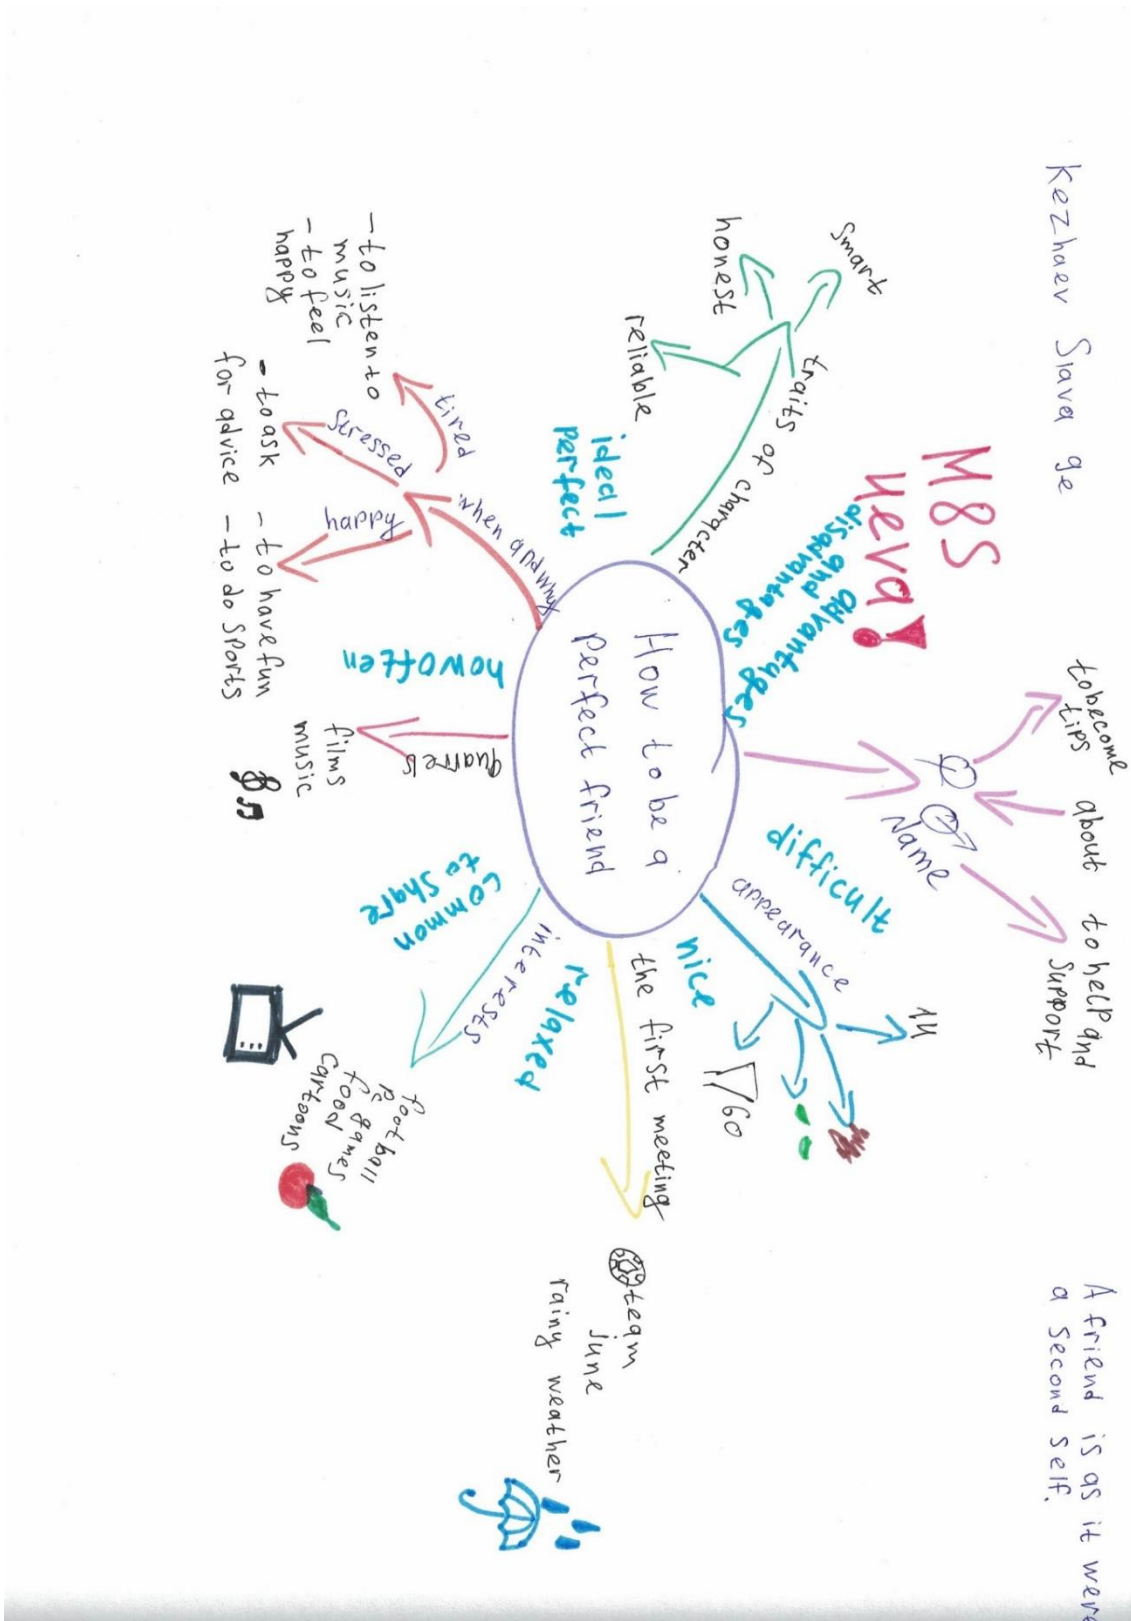 Kezhaev Slava 9e
A friend is as it were
a second self.
M8S
4eva!
How to be a
perfect friend
to become
tips
about
to help and
support
Name
advantages
and
disadvantages
difficult
appearance
14
60
nice
the first meeting
team
june
rainy weather
relaxed
interests
football
ps games
food
cartoons
common
to share
quarrels
films
music
how often
when and why
tired
- to listen to
music
- to feel
happy
stressed
- to ask
for advice
happy
- to have fun
- to do sports
ideal
perfect
traits of character
smart
honest
reliable